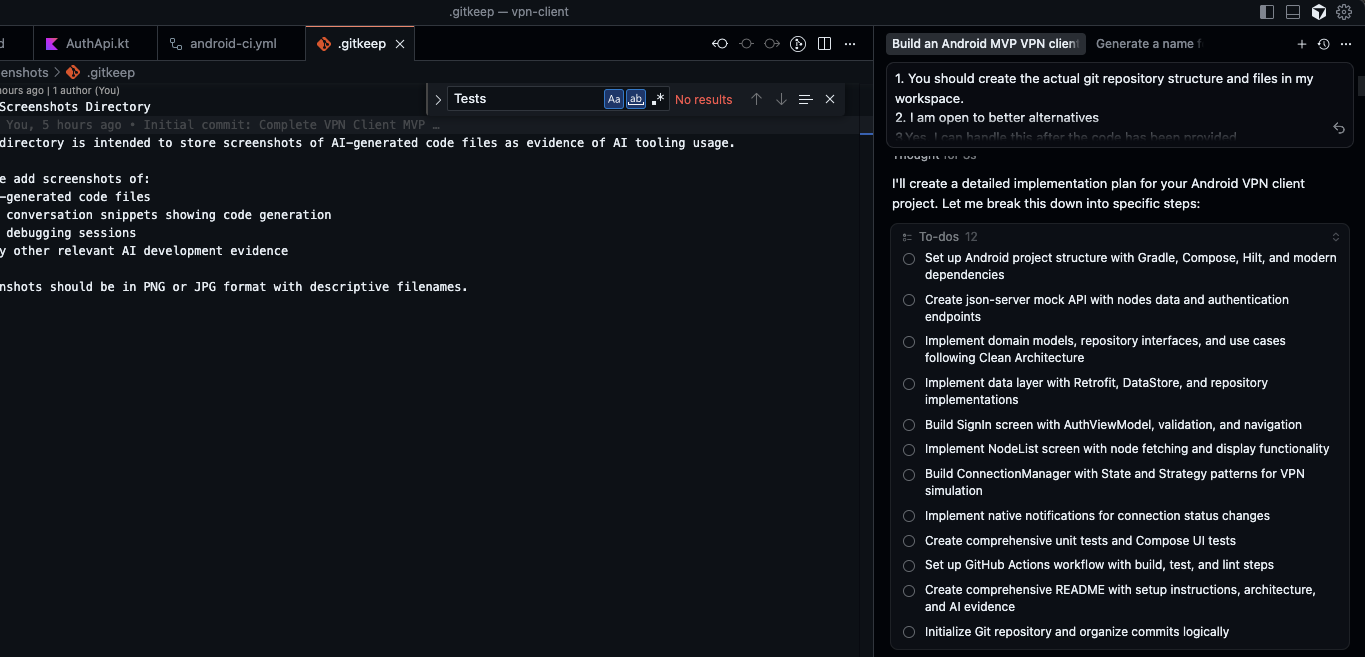 .gitkeep — vpn-client
d
AuthApi.kt
android-ci.yml
.gitkeep
enshots > .gitkeep
hours ago | 1 author (You)
Screenshots Directory
You, 5 hours ago • Initial commit: Complete VPN Client MVP …
directory is intended to store screenshots of AI-generated code files as evidence of AI tooling usage.
e add screenshots of:
-generated code files
conversation snippets showing code generation
debugging sessions
y other relevant AI development evidence
nshots should be in PNG or JPG format with descriptive filenames.
Tests
Aa
ab
.*
No results
Build an Android MVP VPN client
Generate a name f
1. You should create the actual git repository structure and files in my
workspace.
2. I am open to better alternatives
3.Yes, I can handle this after the code has been provided
Thought for 3s
I'll create a detailed implementation plan for your Android VPN client
project. Let me break this down into specific steps:
To-dos 12
Set up Android project structure with Gradle, Compose, Hilt, and modern
dependencies
Create json-server mock API with nodes data and authentication
endpoints
Implement domain models, repository interfaces, and use cases
following Clean Architecture
Implement data layer with Retrofit, DataStore, and repository
implementations
Build SignIn screen with AuthViewModel, validation, and navigation
Implement NodeList screen with node fetching and display functionality
Build ConnectionManager with State and Strategy patterns for VPN
simulation
Implement native notifications for connection status changes
Create comprehensive unit tests and Compose UI tests
Set up GitHub Actions workflow with build, test, and lint steps
Create comprehensive README with setup instructions, architecture,
and AI evidence
Initialize Git repository and organize commits logically